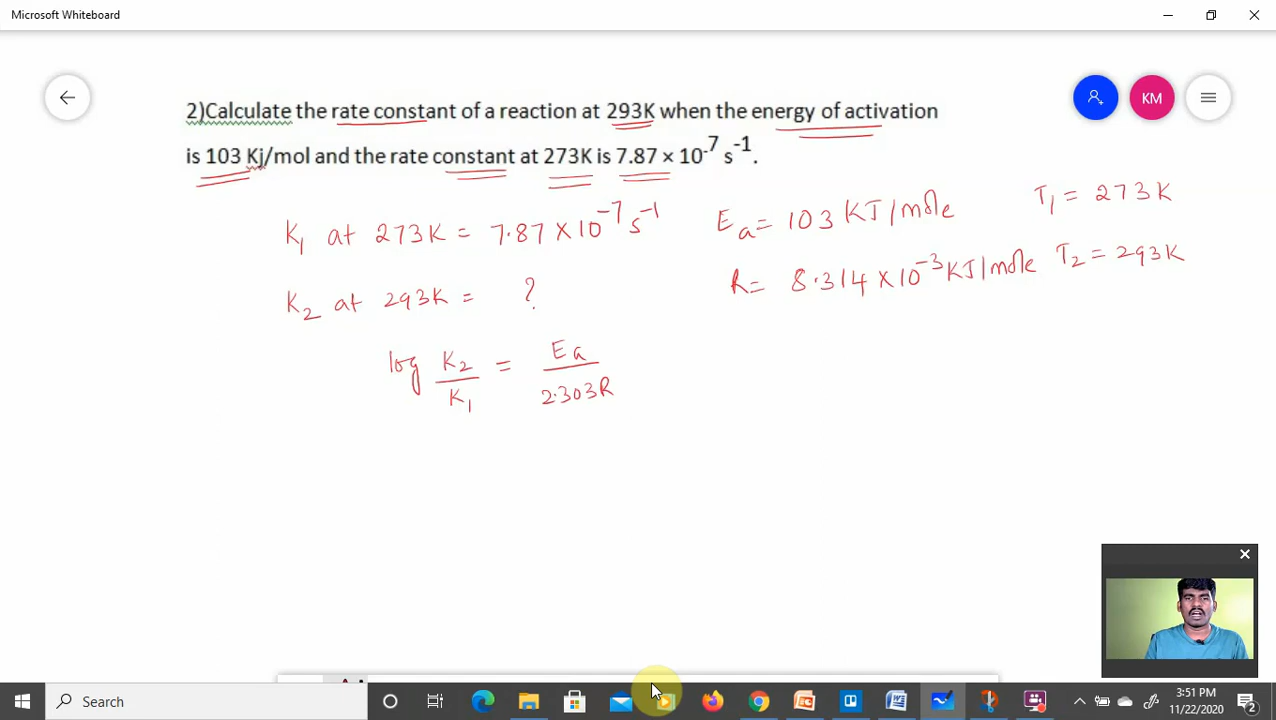 Microsoft Whiteboard
KM
2)Calculate the rate constant of a reaction at 293K when the energy of activation
is 103 Kj/mol and the rate constant at 273K is 7.87 × 10⁻⁷ s⁻¹.
K₁ at 273K = 7.87 × 10⁻⁷ s⁻¹
Eₐ = 103 KJ/mole
T₁ = 273K
R = 8.314 × 10⁻³ KJ/mole
T₂ = 293K
K₂ at 293K = ?
log K₂/K₁ = Eₐ/2.303R
Search
3:51 PM
11/22/2020
2